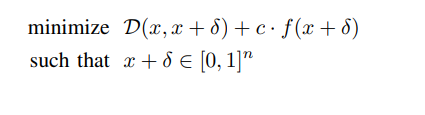 minimize 𝒟(x, x + δ) + c · f(x + δ)
such that x + δ ∈ [0, 1]ⁿ